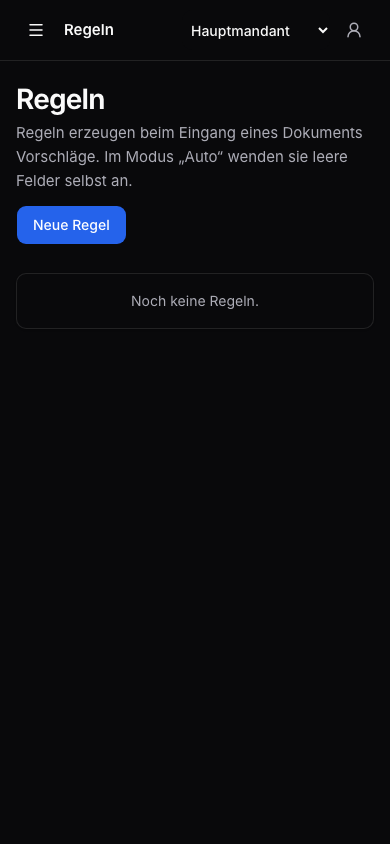 Regeln
Hauptmandant
Regeln
Regeln erzeugen beim Eingang eines Dokuments
Vorschläge. Im Modus „Auto“ wenden sie leere
Felder selbst an.
Neue Regel
Noch keine Regeln.